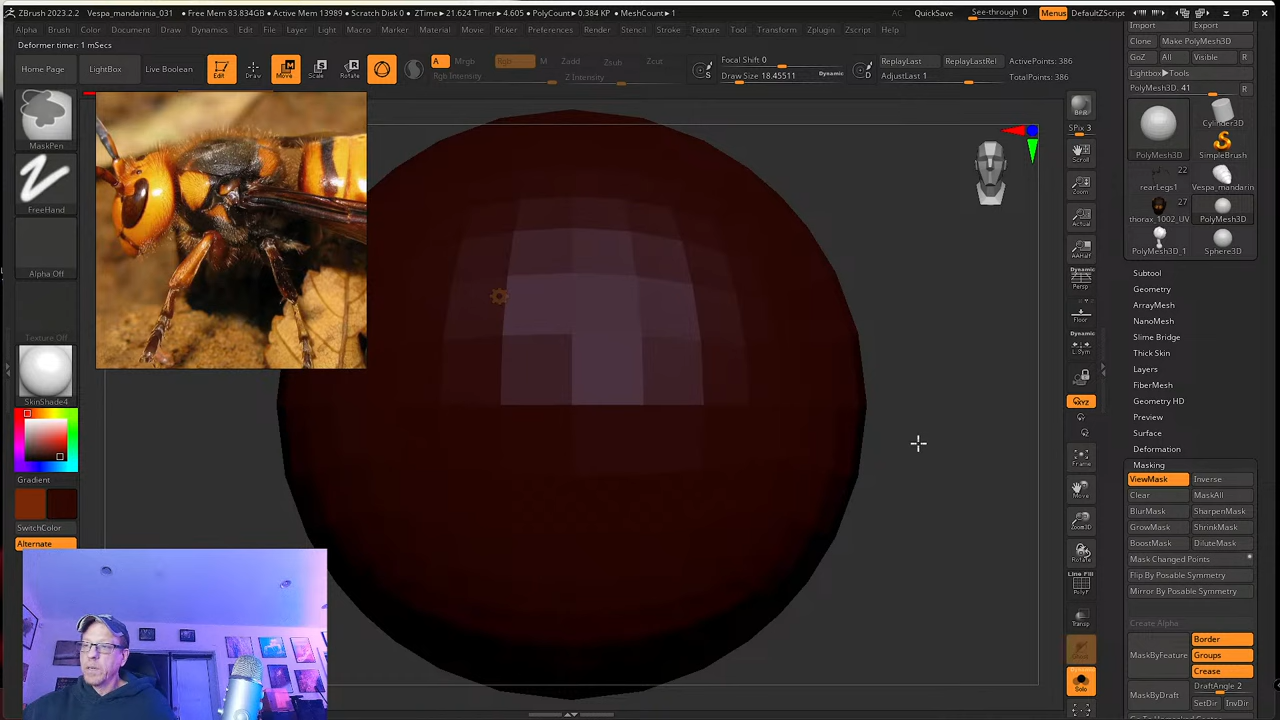 ZBrush 2023.2.2 Vespa_mandarinia_031 • Free Mem 83.834GB • Active Mem 13989 • Scratch Disk 0 • ZTime▸21.624 Timer▸4.605 • PolyCount▸0.384 KP • MeshCount▸1 AC QuickSave See-through 0 Menus DefaultZScript
Alpha Brush Color Document Draw Dynamics Edit File Layer Light Macro Marker Material Movie Picker Preferences Render Stencil Stroke Texture Tool Transform Zplugin Zscript Help
Deformer timer: 1 mSecs
Home Page LightBox Live Boolean Edit Draw Move Scale Rotate A Mrgb Rgb M Zadd Zsub Zcut
Rgb Intensity Z Intensity
Focal Shift 0
Draw Size 18.45511 Dynamic
ReplayLast ReplayLastRel
AdjustLast 1
ActivePoints: 386
TotalPoints: 386
MaskPen
FreeHand
Alpha Off
Texture Off
SkinShade4
Gradient
SwitchColor
Alternate
BPR
SPix 3
Scroll
Zoom
Actual
AAHalf
Dynamic
Persp
Floor
Dynamic
L.Sym
XYZ
Frame
Move
Zoom3D
Rotate
Line Fill
PolyF
Transp
Solo
Import Export
Clone Make PolyMesh3D
GoZ All Visible R
Lightbox▸Tools
PolyMesh3D. 41 R
PolyMesh3D Cylinder3D
SimpleBrush
22
rearLegs1 Vespa_mandarin
27
thorax_1002_UV PolyMesh3D
PolyMesh3D_1 Sphere3D
Subtool
Geometry
ArrayMesh
NanoMesh
Slime Bridge
Thick Skin
Layers
FiberMesh
Geometry HD
Preview
Surface
Deformation
Masking
ViewMask Inverse
Clear MaskAll
BlurMask SharpenMask
GrowMask ShrinkMask
BoostMask DiluteMask
Mask Changed Points
Flip By Posable Symmetry
Mirror By Posable Symmetry
Create Alpha
MaskByFeature Border
Groups
Crease
MaskByDraft DraftAngle 2
SetDir InvDir